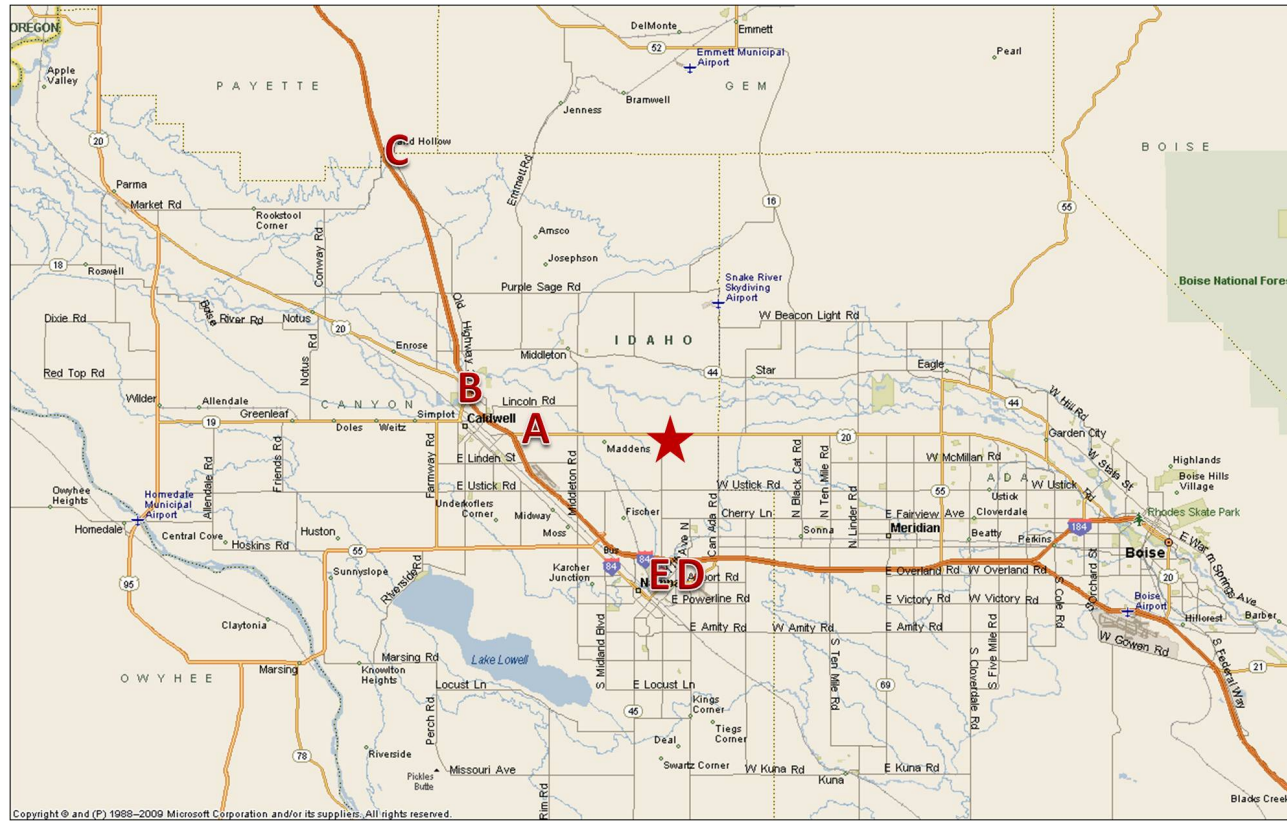 OREGON
DelMonte
Emmett
52
Emmett Municipal
Airport
Pearl
Apple
Valley
PAYETTE
GEM
Bramwell
Jenness
20
C
Hollow
BOISE
Emmett Rd
Parma
Market Rd
16
55
Rookstool
Corner
Conway Rd
Amsco
Josephson
18
Roswell
Snake River
Skydiving
Airport
Boise National Fores
Purple Sage Rd
Old Highway
Boise
River Rd
Notus
Dixie Rd
20
W Beacon Light Rd
IDAHO
Enrose
Middleton
Notus Rd
Red Top Rd
44
Star
Eagle
B
W Hill Rd
Wilder
Allendale
CANYON
Lincoln Rd
44
Greenleaf
Simplot
Caldwell
19
Doles
Weitz
A
20
Garden City
Maddens
E Linden St
W McMillan Rd
W State St
Highlands
Boise Hills
Village
ADA
Allendale Rd
Friends Rd
Farmway Rd
Middleton Rd
N Black Cat Rd
N Ten Mile Rd
E Ustick Rd
W Ustick Rd
W Ustick Rd
55
Ustick
Owyhee
Heights
Homedale
Municipal
Airport
Underkoflers
Corner
Midway
Fischer
Cherry Ln
Can Ada Rd
N Linder Rd
E Fairview Ave
Cloverdale
Rhodes Skate Park
Homedale
Central Cove
Huston
Moss
Sonna
Meridian
Beatty
Perkins
184
Hoskins Rd
55
Bus
84
84
Boise
E Warm Springs Ave
Karcher
Junction
E
D
Airport Rd
E Overland Rd
W Overland Rd
S Orchard St
20
95
Sunnyslope
Riverside Rd
E Powerline Rd
E Victory Rd
W Victory Rd
S Cole Rd
Boise
Airport
Barber
Claytonia
E Amity Rd
W Amity Rd
E Amity Rd
Hillcrest
W Gowen Rd
Lake Lowell
S Midland Blvd
S Ten Mile Rd
S Cloverdale Rd
S Five Mile Rd
S Federal Way
Marsing
Marsing Rd
Knowlton
Heights
21
OWYHEE
Locust Ln
E Locust Ln
69
Kings
Corner
45
Perch Rd
Tiegs
Corner
Deal
78
Riverside
Pickles
Butte
Missouri Ave
Swartz Corner
W Kuna Rd
Kuna
E Kuna Rd
Rim Rd
Blacks Creek
Copyright © and (P) 1988–2009 Microsoft Corporation and/or its suppliers. All rights reserved.